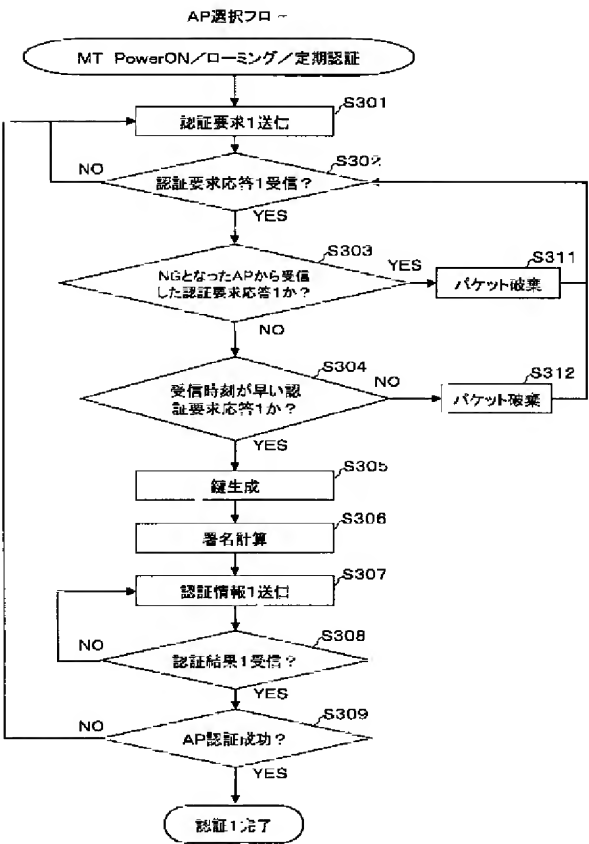 AP選択フロー
MT PowerON/ローミング/定期認証
S301
認証要求1送信
S302
NO
認証要求応答1受信？
YES
S303
NGとなったAPから受信
した認証要求応答1か？
YES
S311
パケット破棄
NO
S304
受信時刻が早い認
証要求応答1か？
NO
S312
パケット破棄
YES
S305
鍵生成
S306
署名計算
S307
認証情報1送信
S308
NO
認証結果1受信？
YES
S309
NO
AP認証成功？
YES
認証1完了